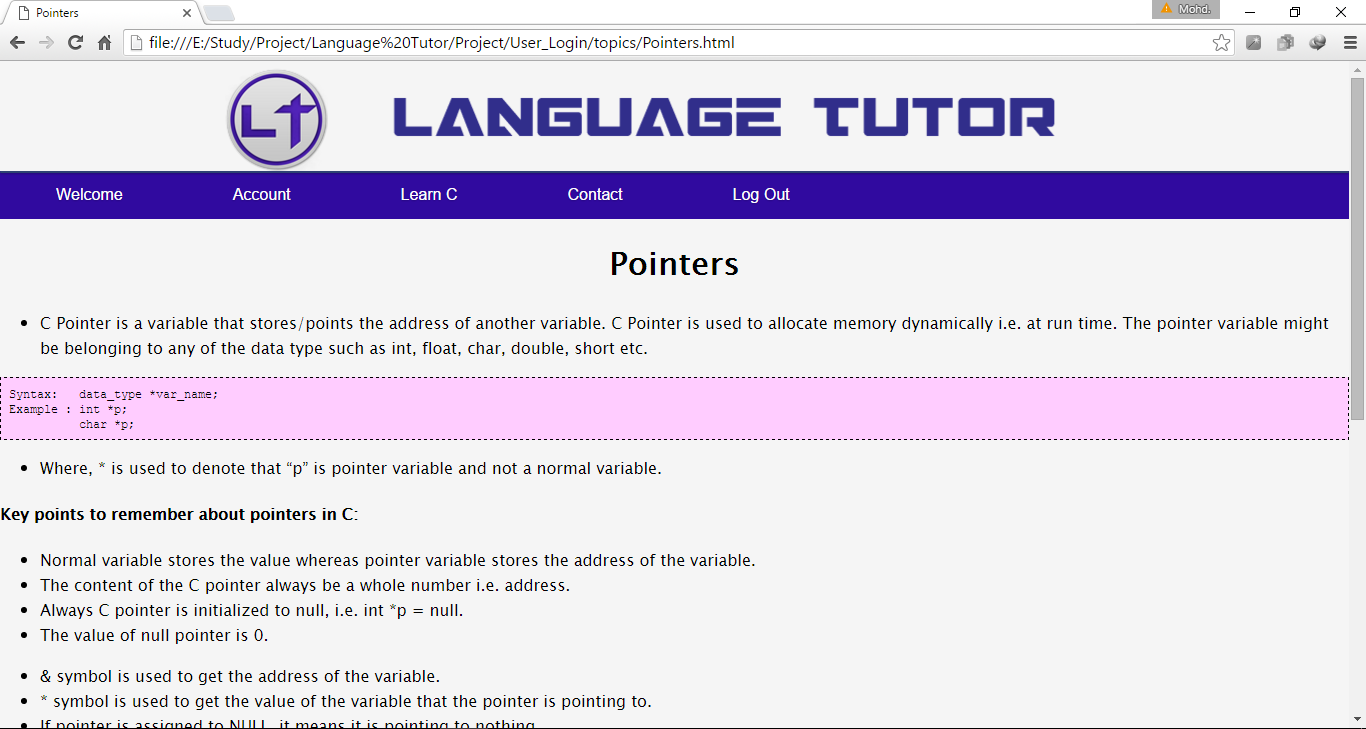 Pointers
Mohd.
file:///E:/Study/Project/Language%20Tutor/Project/User_Login/topics/Pointers.html
LT
LANGUAGE TUTOR
Welcome Account Learn C Contact Log Out
Pointers
• C Pointer is a variable that stores/points the address of another variable. C Pointer is used to allocate memory dynamically i.e. at run time. The pointer variable might
be belonging to any of the data type such as int, float, char, double, short etc.
Syntax:   data_type *var_name;
Example : int *p;
          char *p;
• Where, * is used to denote that “p” is pointer variable and not a normal variable.
Key points to remember about pointers in C:
• Normal variable stores the value whereas pointer variable stores the address of the variable.
• The content of the C pointer always be a whole number i.e. address.
• Always C pointer is initialized to null, i.e. int *p = null.
• The value of null pointer is 0.
• & symbol is used to get the address of the variable.
• * symbol is used to get the value of the variable that the pointer is pointing to.
• If pointer is assigned to NULL, it means it is pointing to nothing.